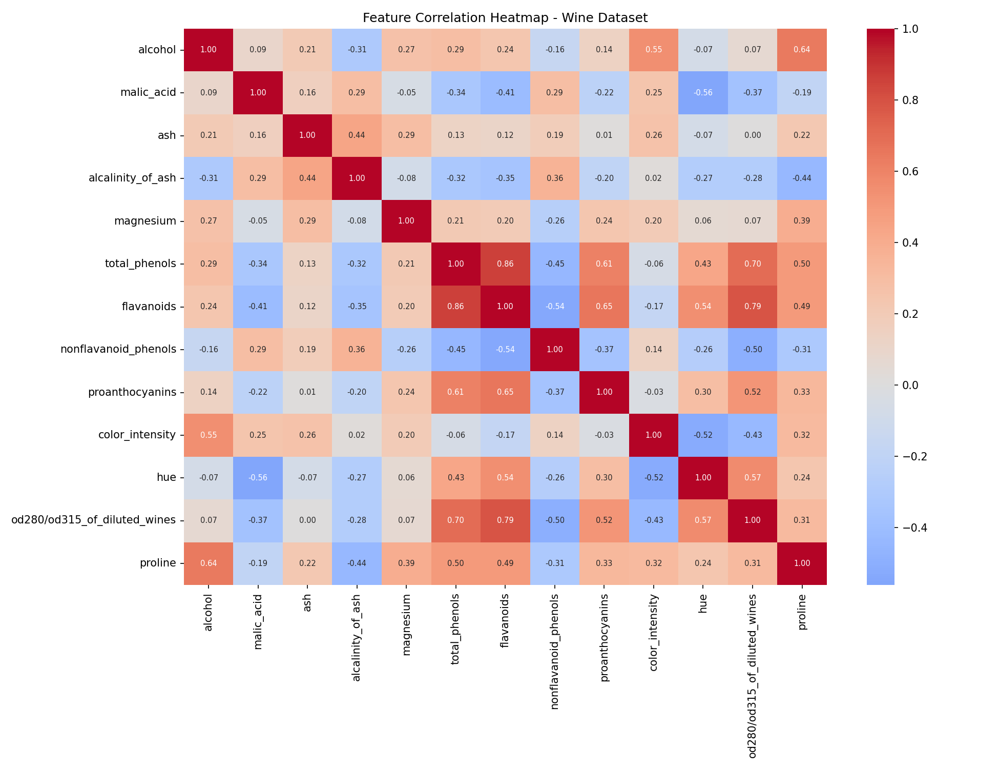 Feature Correlation Heatmap - Wine Dataset
alcohol 1.00 0.09 0.21 -0.31 0.27 0.29 0.24 -0.16 0.14 0.55 -0.07 0.07 0.64
malic_acid 0.09 1.00 0.16 0.29 -0.05 -0.34 -0.41 0.29 -0.22 0.25 -0.56 -0.37 -0.19
ash 0.21 0.16 1.00 0.44 0.29 0.13 0.12 0.19 0.01 0.26 -0.07 0.00 0.22
alcalinity_of_ash -0.31 0.29 0.44 1.00 -0.08 -0.32 -0.35 0.36 -0.20 0.02 -0.27 -0.28 -0.44
magnesium 0.27 -0.05 0.29 -0.08 1.00 0.21 0.20 -0.26 0.24 0.20 0.06 0.07 0.39
total_phenols 0.29 -0.34 0.13 -0.32 0.21 1.00 0.86 -0.45 0.61 -0.06 0.43 0.70 0.50
flavanoids 0.24 -0.41 0.12 -0.35 0.20 0.86 1.00 -0.54 0.65 -0.17 0.54 0.79 0.49
nonflavanoid_phenols -0.16 0.29 0.19 0.36 -0.26 -0.45 -0.54 1.00 -0.37 0.14 -0.26 -0.50 -0.31
proanthocyanins 0.14 -0.22 0.01 -0.20 0.24 0.61 0.65 -0.37 1.00 -0.03 0.30 0.52 0.33
color_intensity 0.55 0.25 0.26 0.02 0.20 -0.06 -0.17 0.14 -0.03 1.00 -0.52 -0.43 0.32
hue -0.07 -0.56 -0.07 -0.27 0.06 0.43 0.54 -0.26 0.30 -0.52 1.00 0.57 0.24
od280/od315_of_diluted_wines 0.07 -0.37 0.00 -0.28 0.07 0.70 0.79 -0.50 0.52 -0.43 0.57 1.00 0.31
proline 0.64 -0.19 0.22 -0.44 0.39 0.50 0.49 -0.31 0.33 0.32 0.24 0.31 1.00
alcohol
malic_acid
ash
alcalinity_of_ash
magnesium
total_phenols
flavanoids
nonflavanoid_phenols
proanthocyanins
color_intensity
hue
od280/od315_of_diluted_wines
proline
1.0
0.8
0.6
0.4
0.2
0.0
−0.2
−0.4